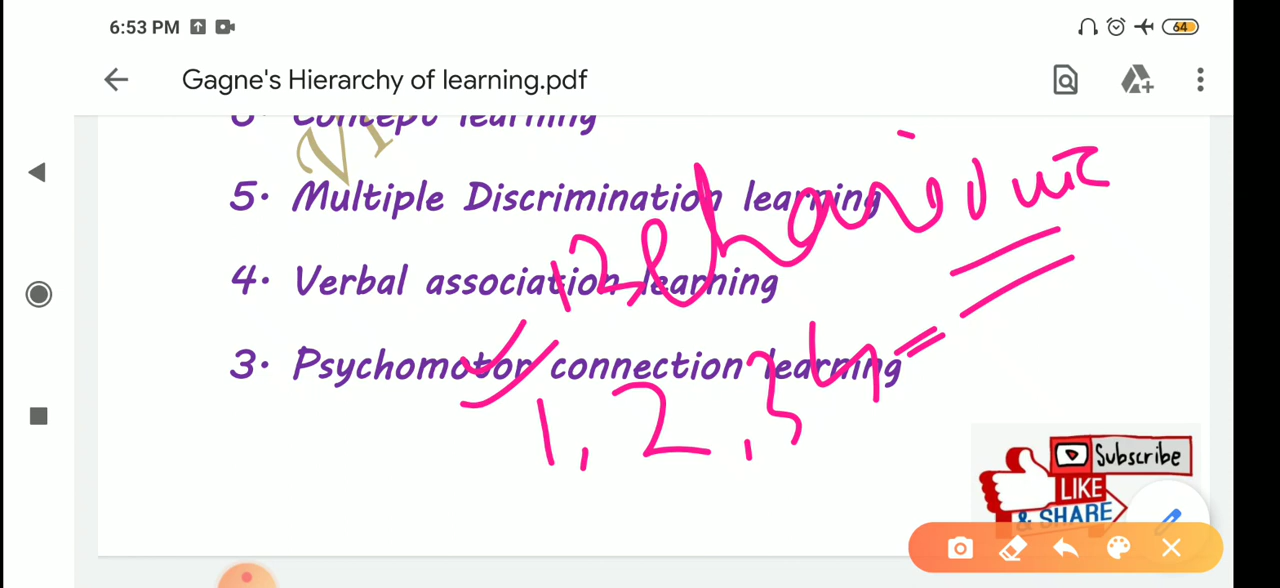 6:53 PM
64
Gagne's Hierarchy of learning.pdf
6. Concept learning
5. Multiple Discrimination learning
4. Verbal association learning
3. Psychomotor connection learning
1, 2, 3 4 =
Subscribe
LIKE
& SHARE